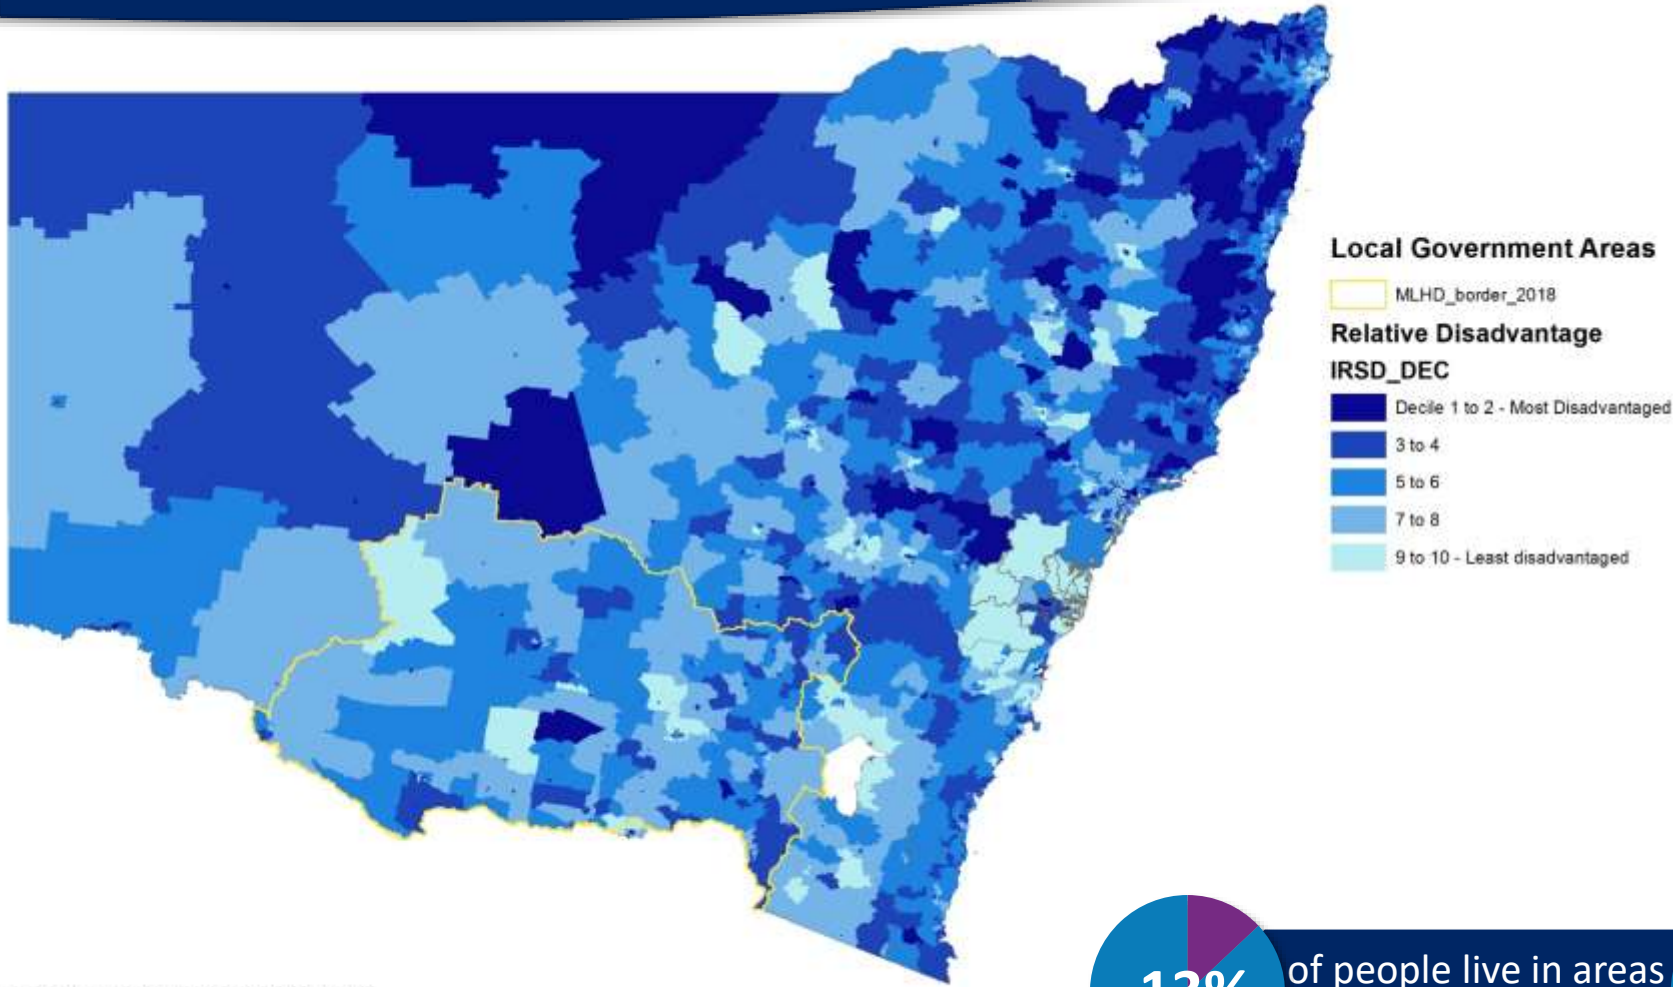 Local Government Areas
MLHD_border_2018
Relative Disadvantage
IRSD_DEC
Decile 1 to 2 - Most Disadvantaged
3 to 4
5 to 6
7 to 8
9 to 10 - Least disadvantaged
13%
of people live in areas